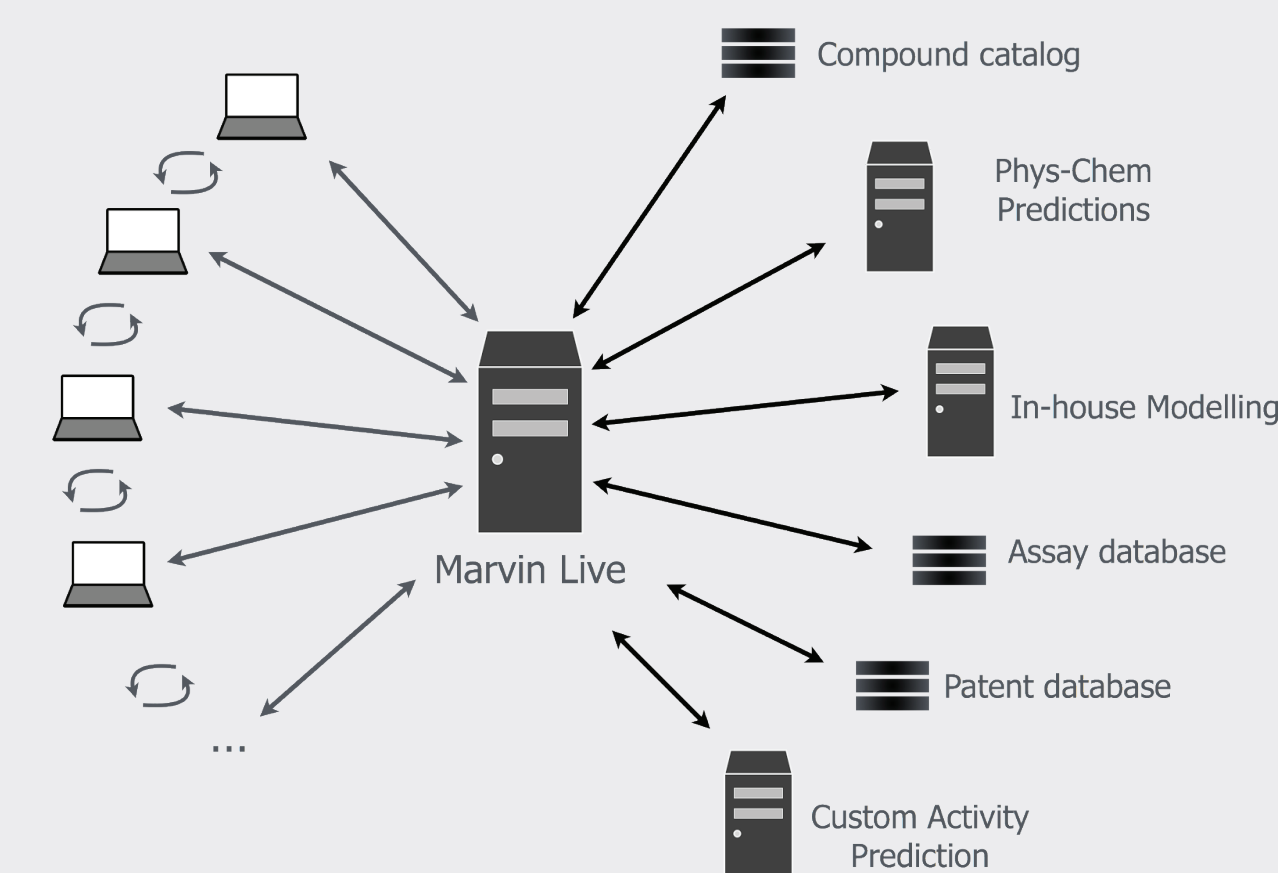 Compound catalog
Phys-Chem
Predictions
In-house Modelling
Assay database
Marvin Live
Patent database
...
Custom Activity
Prediction